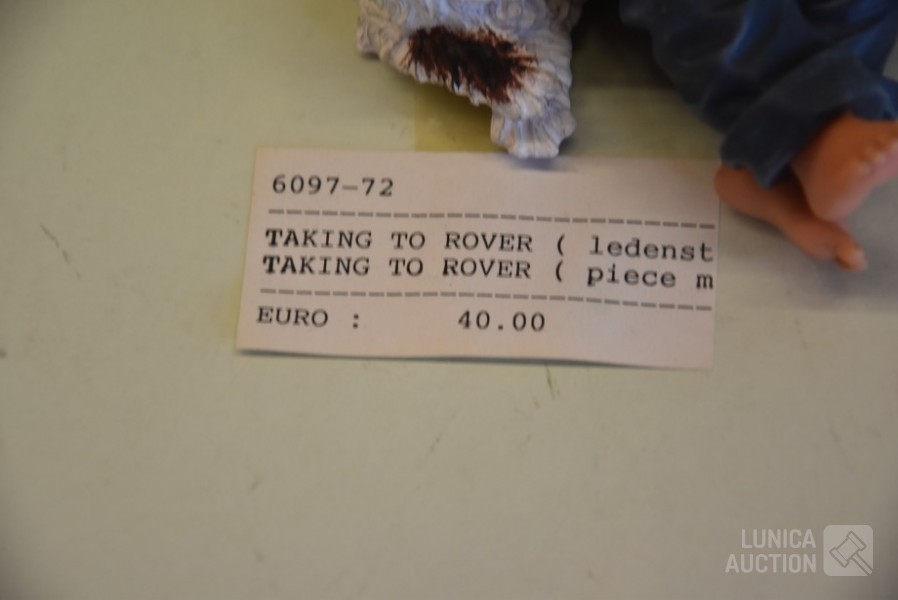 6097-72
TAKING TO ROVER ( ledenst
TAKING TO ROVER ( piece m
EURO : 40.00
LUNICA
AUCTION